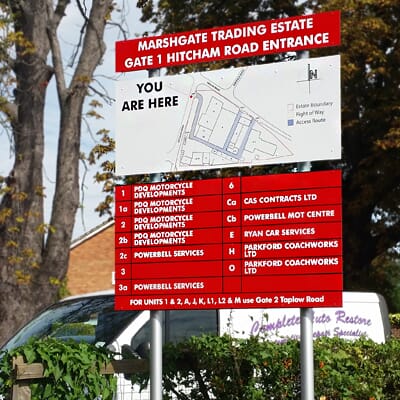 MARSHGATE TRADING ESTATE
GATE 1 HITCHAM ROAD ENTRANCE
YOU
ARE HERE
N
Estate Boundary
Right of Way
Access Route
1 PDQ MOTORCYCLE DEVELOPMENTS
1a PDQ MOTORCYCLE DEVELOPMENTS
2 PDQ MOTORCYCLE DEVELOPMENTS
2b PDQ MOTORCYCLE DEVELOPMENTS
2c POWERBELL SERVICES
3
3a POWERBELL SERVICES
6
Ca CAS CONTRACTS LTD
Cb POWERBELL MOT CENTRE
E RYAN CAR SERVICES
H PARKFORD COACHWORKS LTD
O PARKFORD COACHWORKS LTD
FOR UNITS 1 & 2, A, J, K, L1, L2 & M use Gate 2 Taplow Road
Complete Auto Restore
Specialist